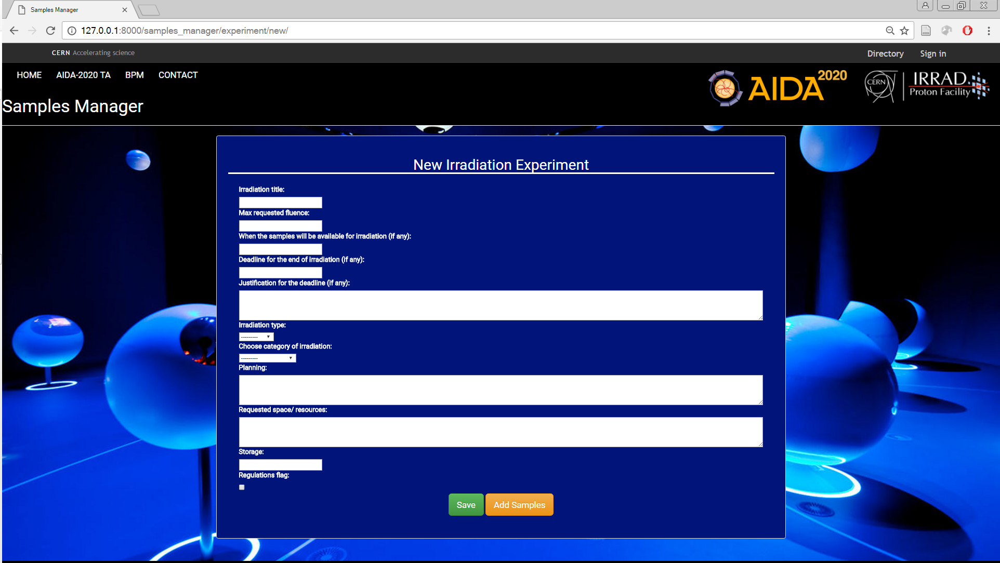 Samples Manager
127.0.0.1:8000/samples_manager/experiment/new/
CERN Accelerating science
Directory
Sign in
HOME
AIDA-2020 TA
BPM
CONTACT
AIDA 2020
CERN
IRRAD
Proton Facility
Samples Manager
New Irradiation Experiment
Irradiation title:
Max requested fluence:
When the samples will be available for irradiation (if any):
Deadline for the end of irradiation (if any):
Justification for the deadline (if any):
Irradiation type:
---------
Choose category of irradiation:
---------
Planning:
Requested space/ resources:
Storage:
Regulations flag:
Save
Add Samples